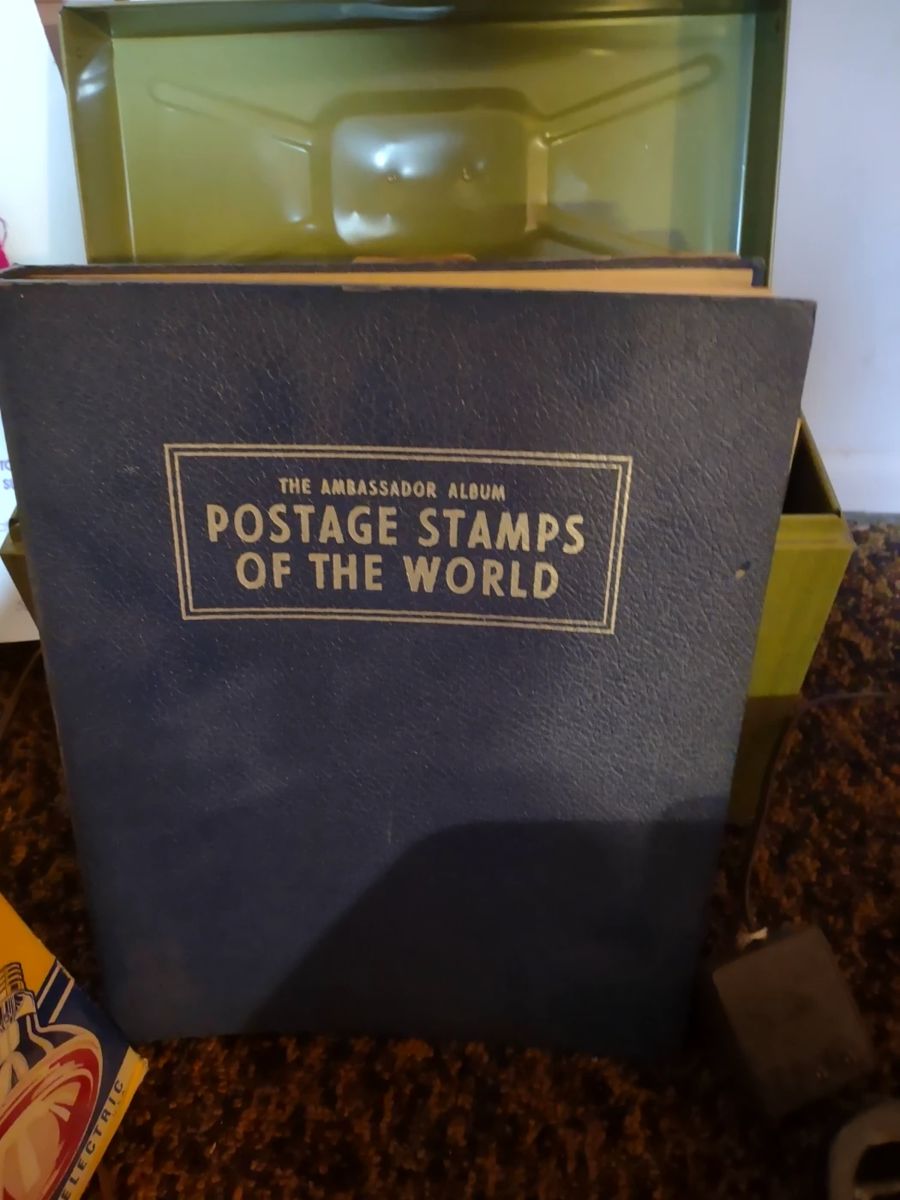 THE AMBASSADOR ALBUM
POSTAGE STAMPS
OF THE WORLD
ELECTRIC